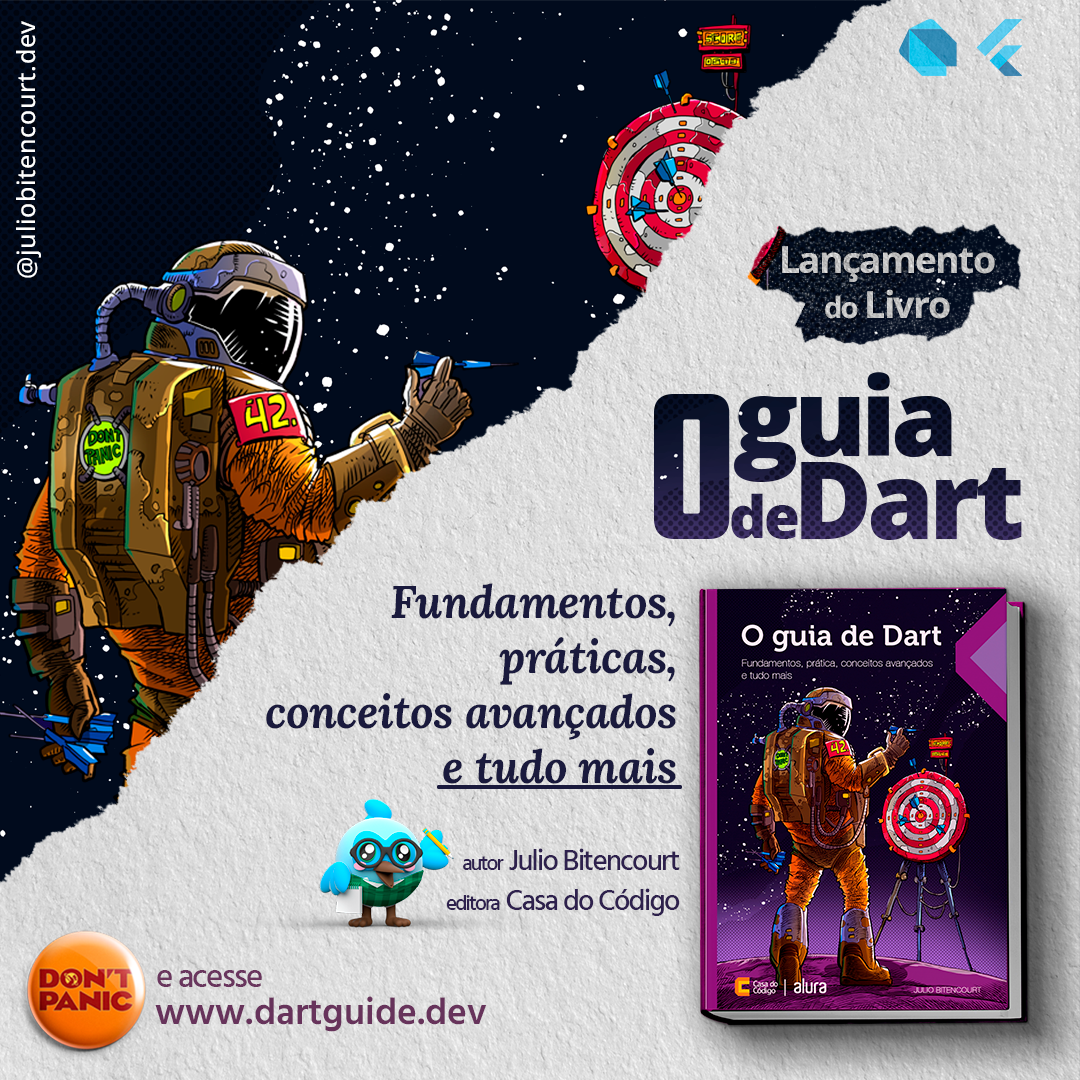 @juliobitencourt.dev
SCORE
Lançamento
do Livro
42.
DON'T
PANIC
O guia
de Dart
Fundamentos,
práticas,
conceitos avançados
e tudo mais
O guia de Dart
Fundamentos, prática, conceitos avançados
e tudo mais
42
Casa do
Código
alura
JULIO BITENCOURT
autor Julio Bitencourt
editora Casa do Código
DON'T
PANIC
e acesse
www.dartguide.dev